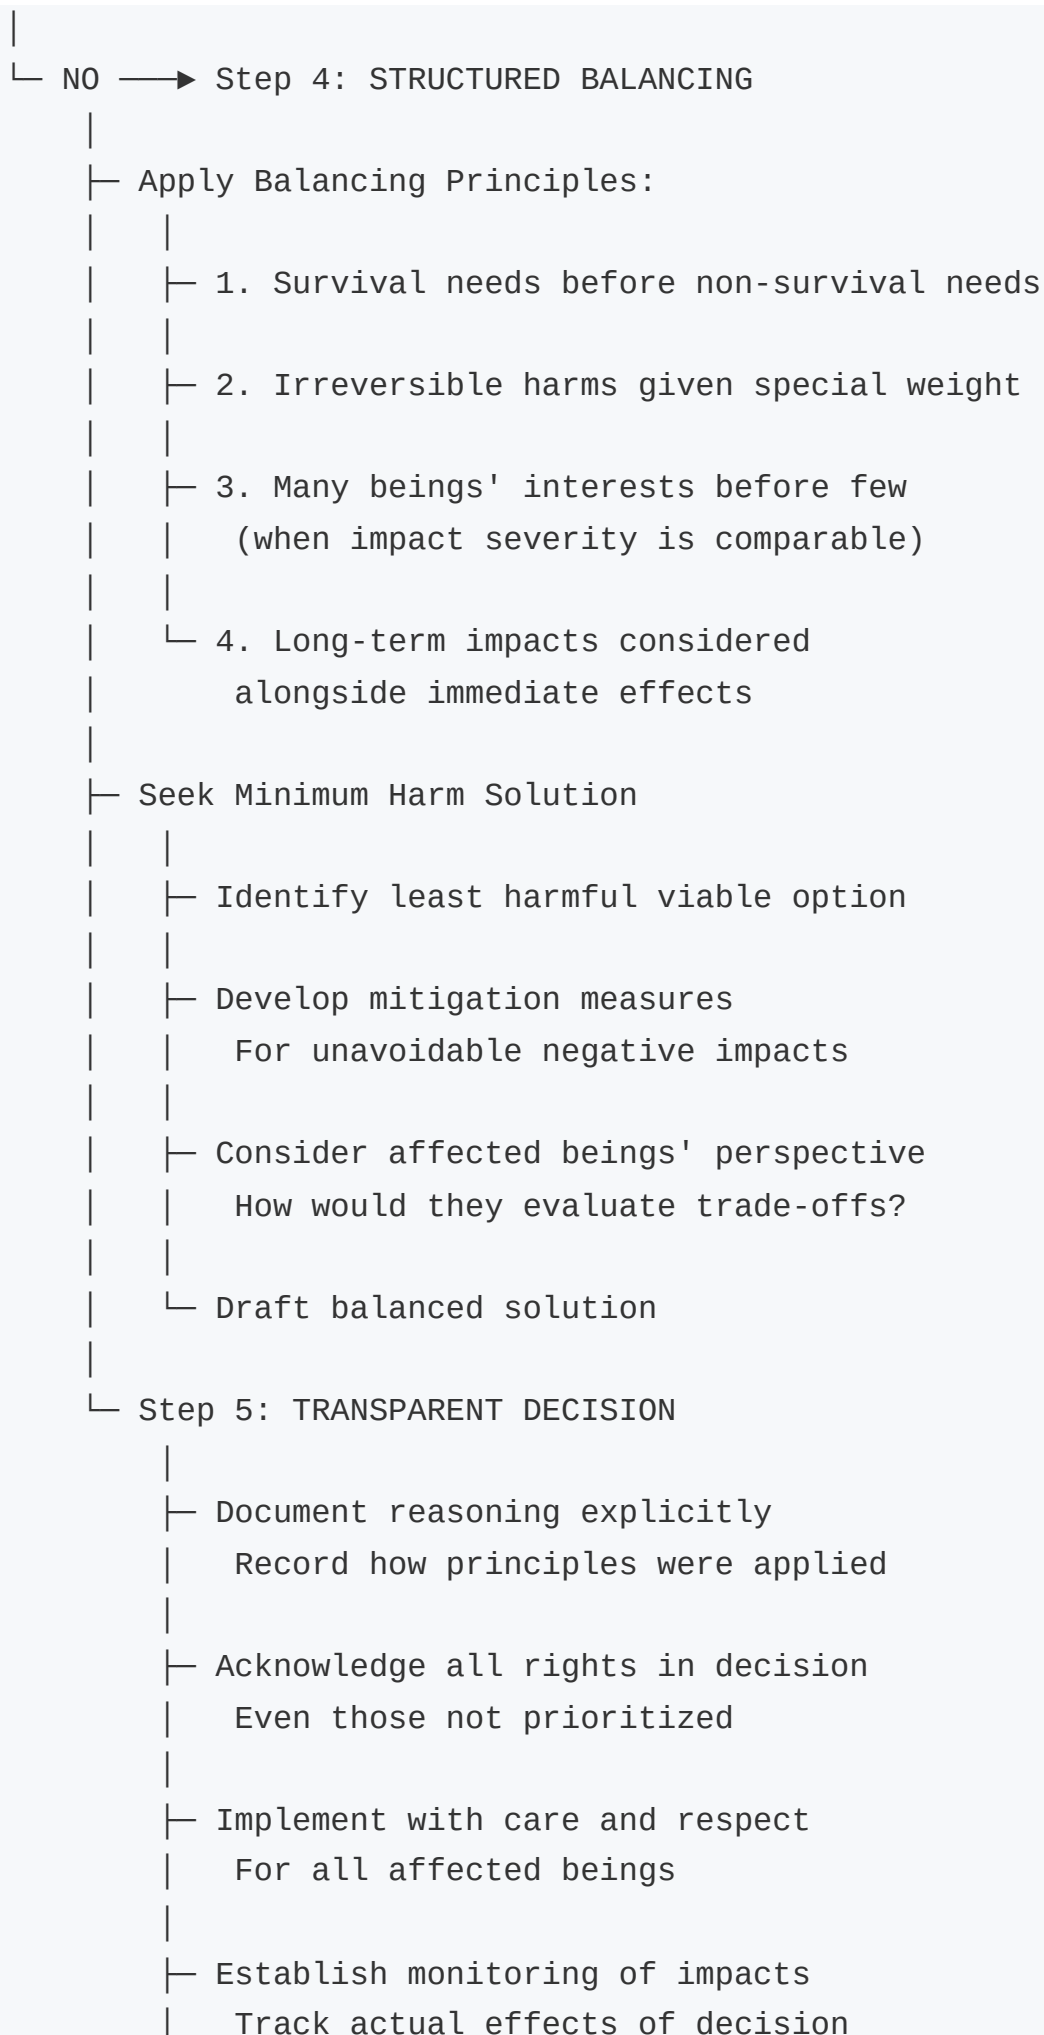 │
└─ NO ───► Step 4: STRUCTURED BALANCING
    │
    ├─ Apply Balancing Principles:
    │   │
    │   ├─ 1. Survival needs before non-survival needs
    │   │
    │   ├─ 2. Irreversible harms given special weight
    │   │
    │   ├─ 3. Many beings' interests before few
    │   │   (when impact severity is comparable)
    │   │
    │   └─ 4. Long-term impacts considered
    │       alongside immediate effects
    │
    ├─ Seek Minimum Harm Solution
    │   │
    │   ├─ Identify least harmful viable option
    │   │
    │   ├─ Develop mitigation measures
    │   │   For unavoidable negative impacts
    │   │
    │   ├─ Consider affected beings' perspective
    │   │   How would they evaluate trade-offs?
    │   │
    │   └─ Draft balanced solution
    │
    └─ Step 5: TRANSPARENT DECISION
        │
        ├─ Document reasoning explicitly
        │   Record how principles were applied
        │
        ├─ Acknowledge all rights in decision
        │   Even those not prioritized
        │
        ├─ Implement with care and respect
        │   For all affected beings
        │
        ├─ Establish monitoring of impacts
        │   Track actual effects of decision